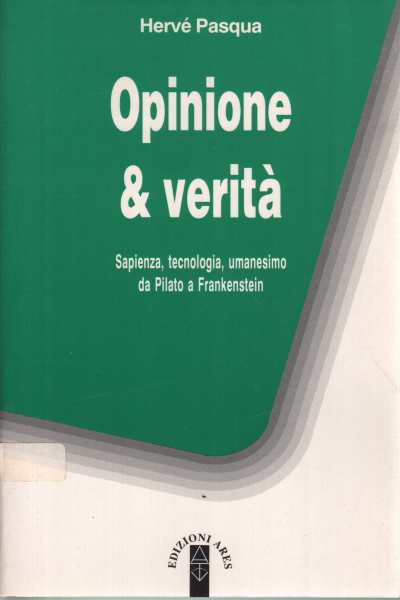 Hervé Pasqua
Opinione
& verità
Sapienza, tecnologia, umanesimo
da Pilato a Frankenstein
EDIZIONI ARES